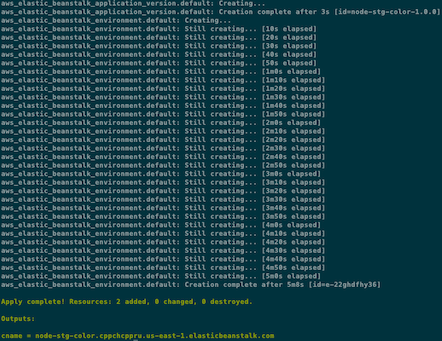 aws_elastic_beanstalk_application_version.default: Creating...
aws_elastic_beanstalk_application_version.default: Creation complete after 3s [id=node-stg-color-1.0.0]
aws_elastic_beanstalk_environment.default: Creating...
aws_elastic_beanstalk_environment.default: Still creating... [10s elapsed]
aws_elastic_beanstalk_environment.default: Still creating... [20s elapsed]
aws_elastic_beanstalk_environment.default: Still creating... [30s elapsed]
aws_elastic_beanstalk_environment.default: Still creating... [40s elapsed]
aws_elastic_beanstalk_environment.default: Still creating... [50s elapsed]
aws_elastic_beanstalk_environment.default: Still creating... [1m0s elapsed]
aws_elastic_beanstalk_environment.default: Still creating... [1m10s elapsed]
aws_elastic_beanstalk_environment.default: Still creating... [1m20s elapsed]
aws_elastic_beanstalk_environment.default: Still creating... [1m30s elapsed]
aws_elastic_beanstalk_environment.default: Still creating... [1m40s elapsed]
aws_elastic_beanstalk_environment.default: Still creating... [1m50s elapsed]
aws_elastic_beanstalk_environment.default: Still creating... [2m0s elapsed]
aws_elastic_beanstalk_environment.default: Still creating... [2m10s elapsed]
aws_elastic_beanstalk_environment.default: Still creating... [2m20s elapsed]
aws_elastic_beanstalk_environment.default: Still creating... [2m30s elapsed]
aws_elastic_beanstalk_environment.default: Still creating... [2m40s elapsed]
aws_elastic_beanstalk_environment.default: Still creating... [2m50s elapsed]
aws_elastic_beanstalk_environment.default: Still creating... [3m0s elapsed]
aws_elastic_beanstalk_environment.default: Still creating... [3m10s elapsed]
aws_elastic_beanstalk_environment.default: Still creating... [3m20s elapsed]
aws_elastic_beanstalk_environment.default: Still creating... [3m30s elapsed]
aws_elastic_beanstalk_environment.default: Still creating... [3m40s elapsed]
aws_elastic_beanstalk_environment.default: Still creating... [3m50s elapsed]
aws_elastic_beanstalk_environment.default: Still creating... [4m0s elapsed]
aws_elastic_beanstalk_environment.default: Still creating... [4m10s elapsed]
aws_elastic_beanstalk_environment.default: Still creating... [4m20s elapsed]
aws_elastic_beanstalk_environment.default: Still creating... [4m30s elapsed]
aws_elastic_beanstalk_environment.default: Still creating... [4m40s elapsed]
aws_elastic_beanstalk_environment.default: Still creating... [4m50s elapsed]
aws_elastic_beanstalk_environment.default: Still creating... [5m0s elapsed]
aws_elastic_beanstalk_environment.default: Creation complete after 5m8s [id=e-22ghdfhy36]
Apply complete! Resources: 2 added, 0 changed, 0 destroyed.
Outputs:
cname = node-stg-color.cppchcppru.us-east-1.elasticbeanstalk.com